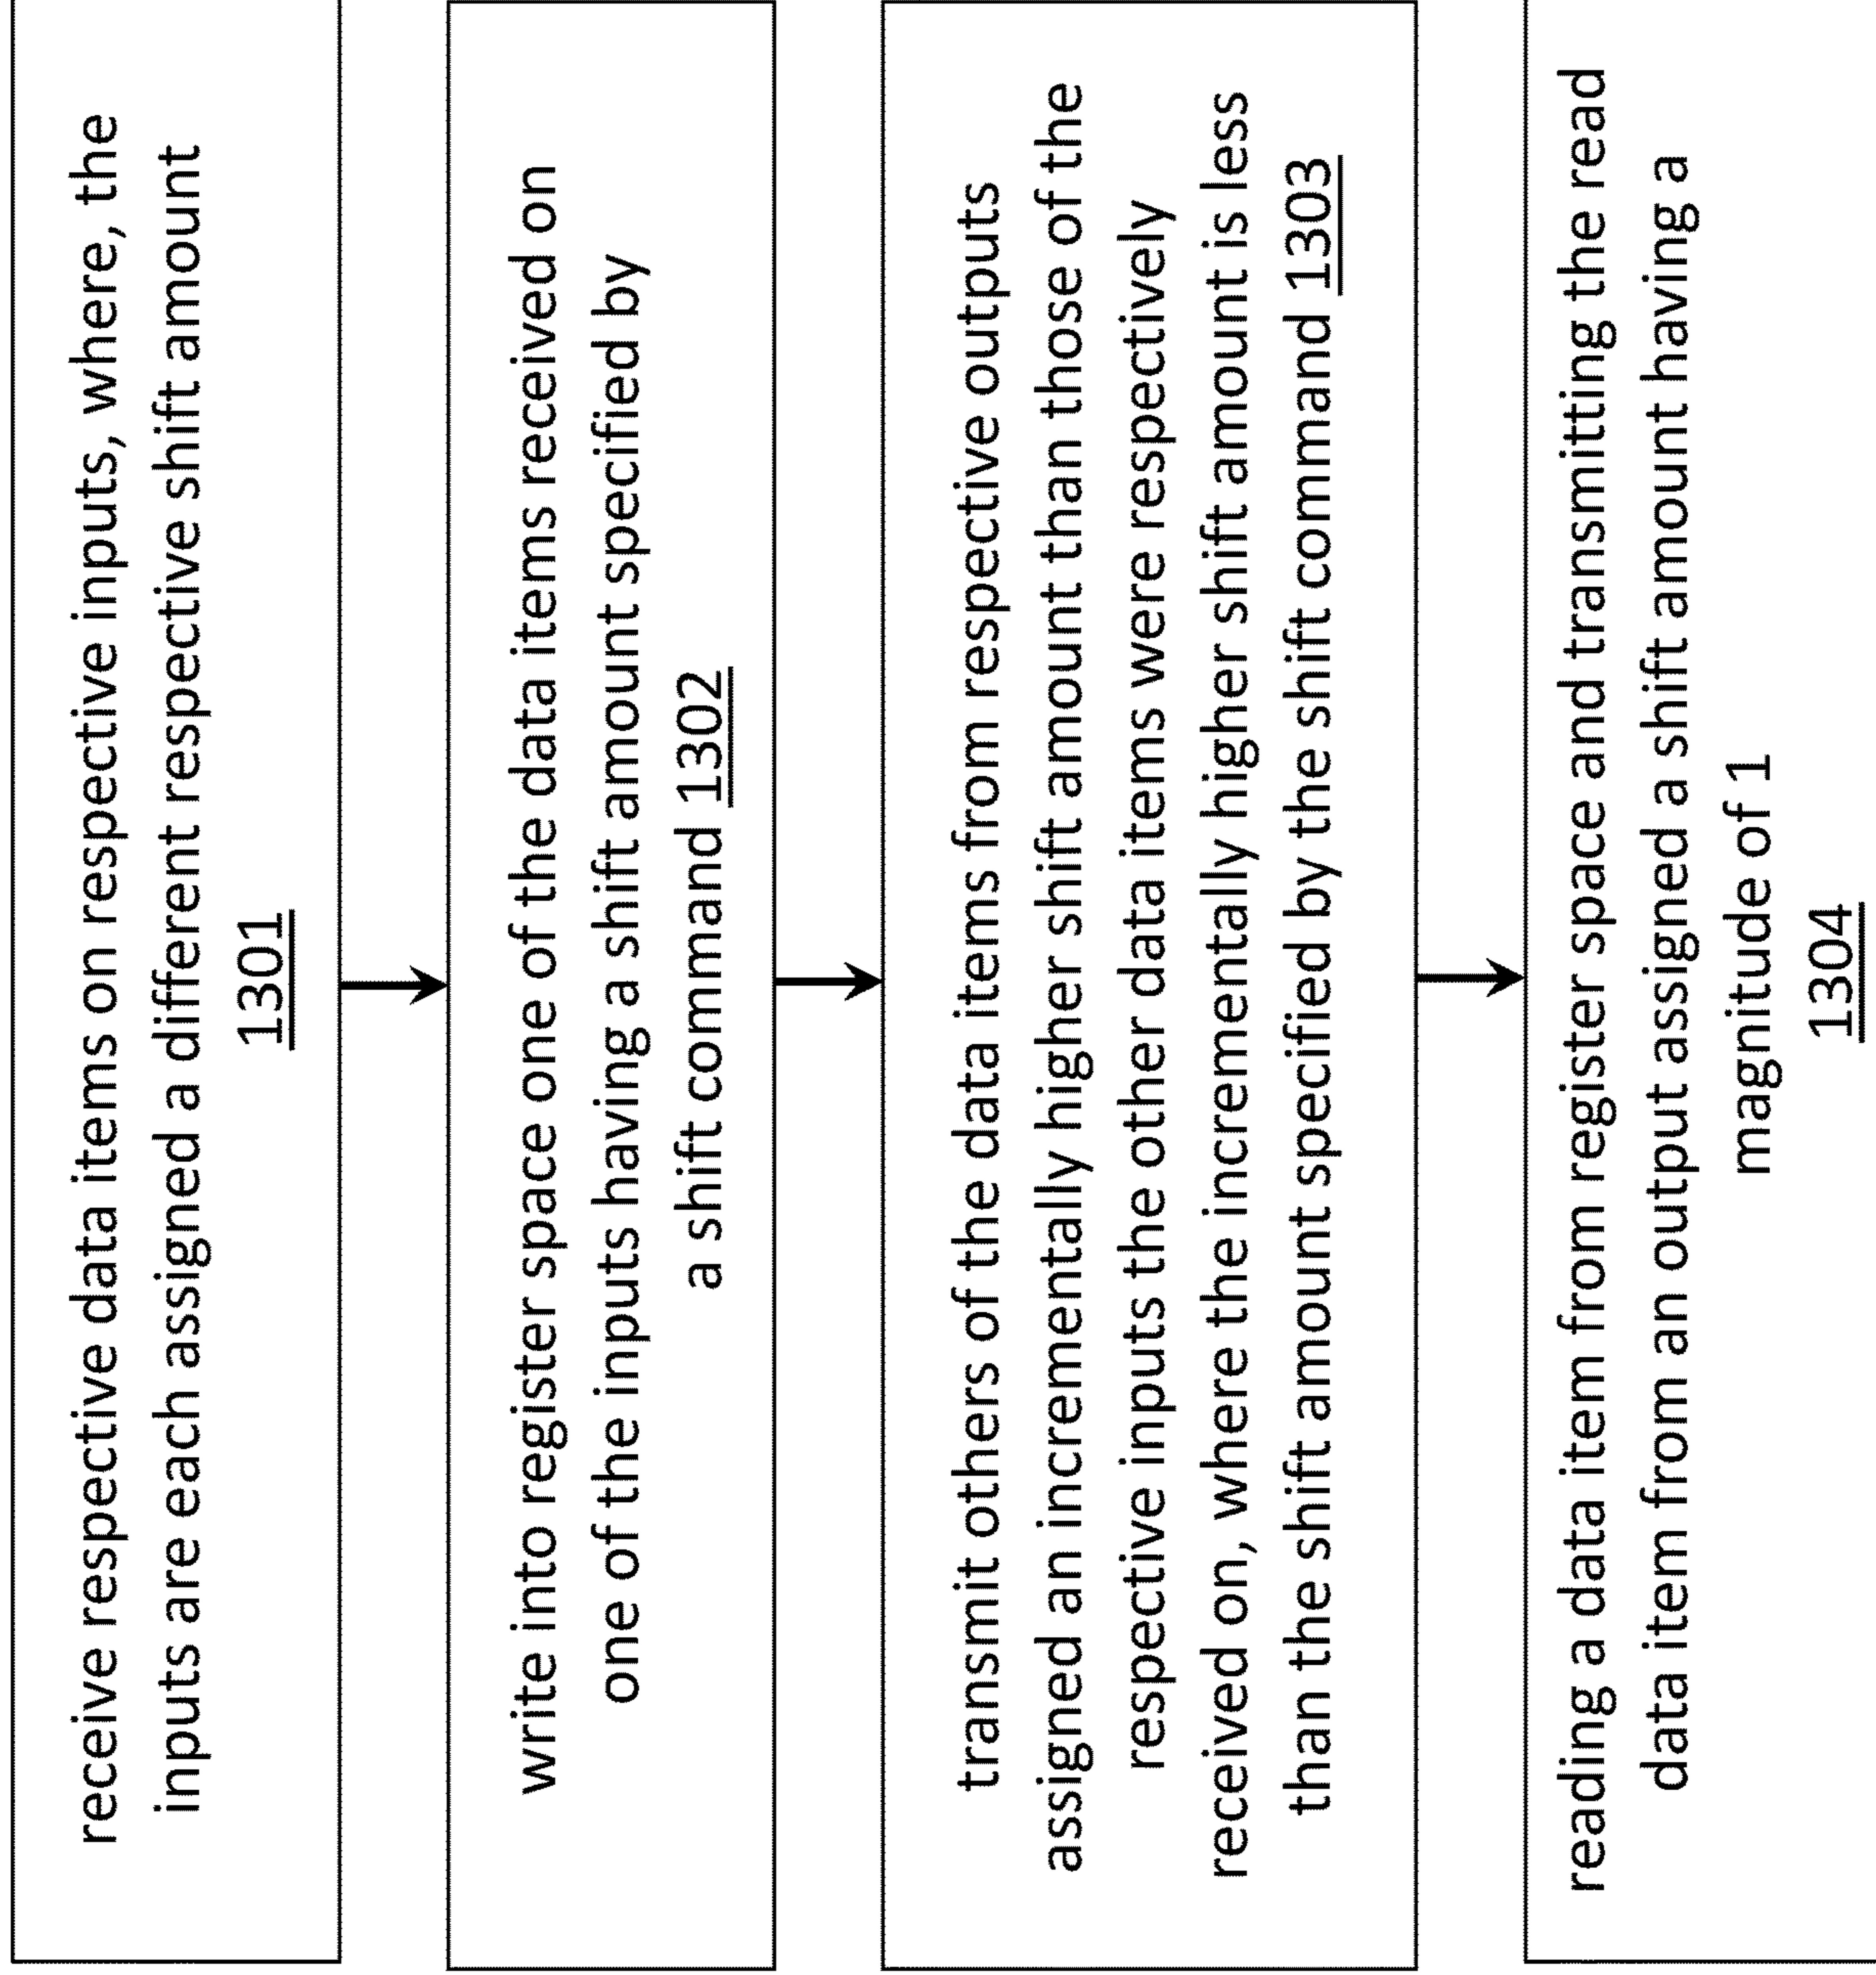 receive respective data items on respective inputs, where, the
inputs are each assigned a different respective shift amount
1301
write into register space one of the data items received on
one of the inputs having a shift amount specified by
a shift command 1302
transmit others of the data items from respective outputs
assigned an incrementally higher shift amount than those of the
respective inputs the other data items were respectively
received on, where the incrementally higher shift amount is less
than the shift amount specified by the shift command 1303
reading a data item from register space and transmitting the read
data item from an output assigned a shift amount having a
magnitude of 1
1304